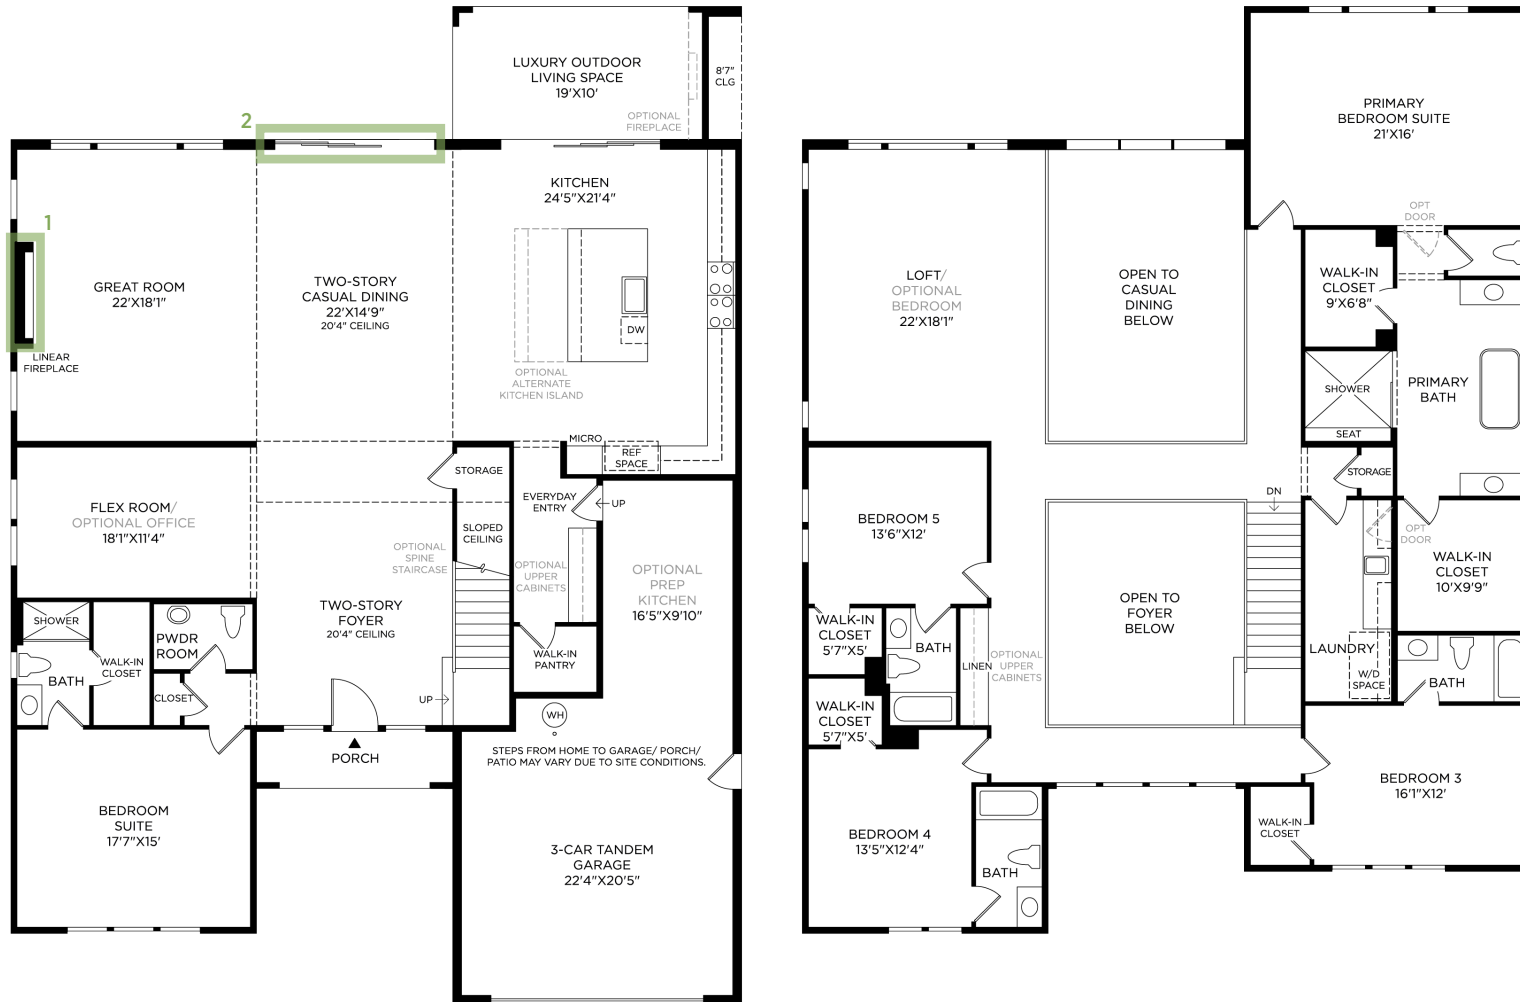 LUXURY OUTDOOR
LIVING SPACE
19'X10'
OPTIONAL
FIREPLACE
8'7"
CLG
2
1
GREAT ROOM
22'X18'1"
LINEAR
FIREPLACE
TWO-STORY
CASUAL DINING
22'X14'9"
20'4" CEILING
KITCHEN
24'5"X21'4"
DW
OPTIONAL
ALTERNATE
KITCHEN ISLAND
MICRO
REF
SPACE
STORAGE
FLEX ROOM/
OPTIONAL OFFICE
18'1"X11'4"
EVERYDAY
ENTRY
UP
SLOPED
CEILING
OPTIONAL
SPINE
STAIRCASE
OPTIONAL
UPPER
CABINETS
OPTIONAL
PREP
KITCHEN
16'5"X9'10"
TWO-STORY
FOYER
20'4" CEILING
SHOWER
PWDR
ROOM
WALK-IN
CLOSET
BATH
CLOSET
WALK-IN
PANTRY
UP
WH
PORCH
STEPS FROM HOME TO GARAGE/ PORCH/
PATIO MAY VARY DUE TO SITE CONDITIONS.
BEDROOM
SUITE
17'7"X15'
3-CAR TANDEM
GARAGE
22'4"X20'5"
PRIMARY
BEDROOM SUITE
21'X16'
OPT
DOOR
LOFT/
OPTIONAL
BEDROOM
22'X18'1"
OPEN TO
CASUAL
DINING
BELOW
WALK-IN
CLOSET
9'X6'8"
SHOWER
SEAT
PRIMARY
BATH
STORAGE
DN
BEDROOM 5
13'6"X12'
OPT
DOOR
WALK-IN
CLOSET
10'X9'9"
OPEN TO
FOYER
BELOW
WALK-IN
CLOSET
5'7"X5'
BATH
LINEN
OPTIONAL
UPPER
CABINETS
LAUNDRY
W/D
SPACE
BATH
WALK-IN
CLOSET
5'7"X5'
BEDROOM 3
16'1"X12'
WALK-IN
CLOSET
BEDROOM 4
13'5"X12'4"
BATH